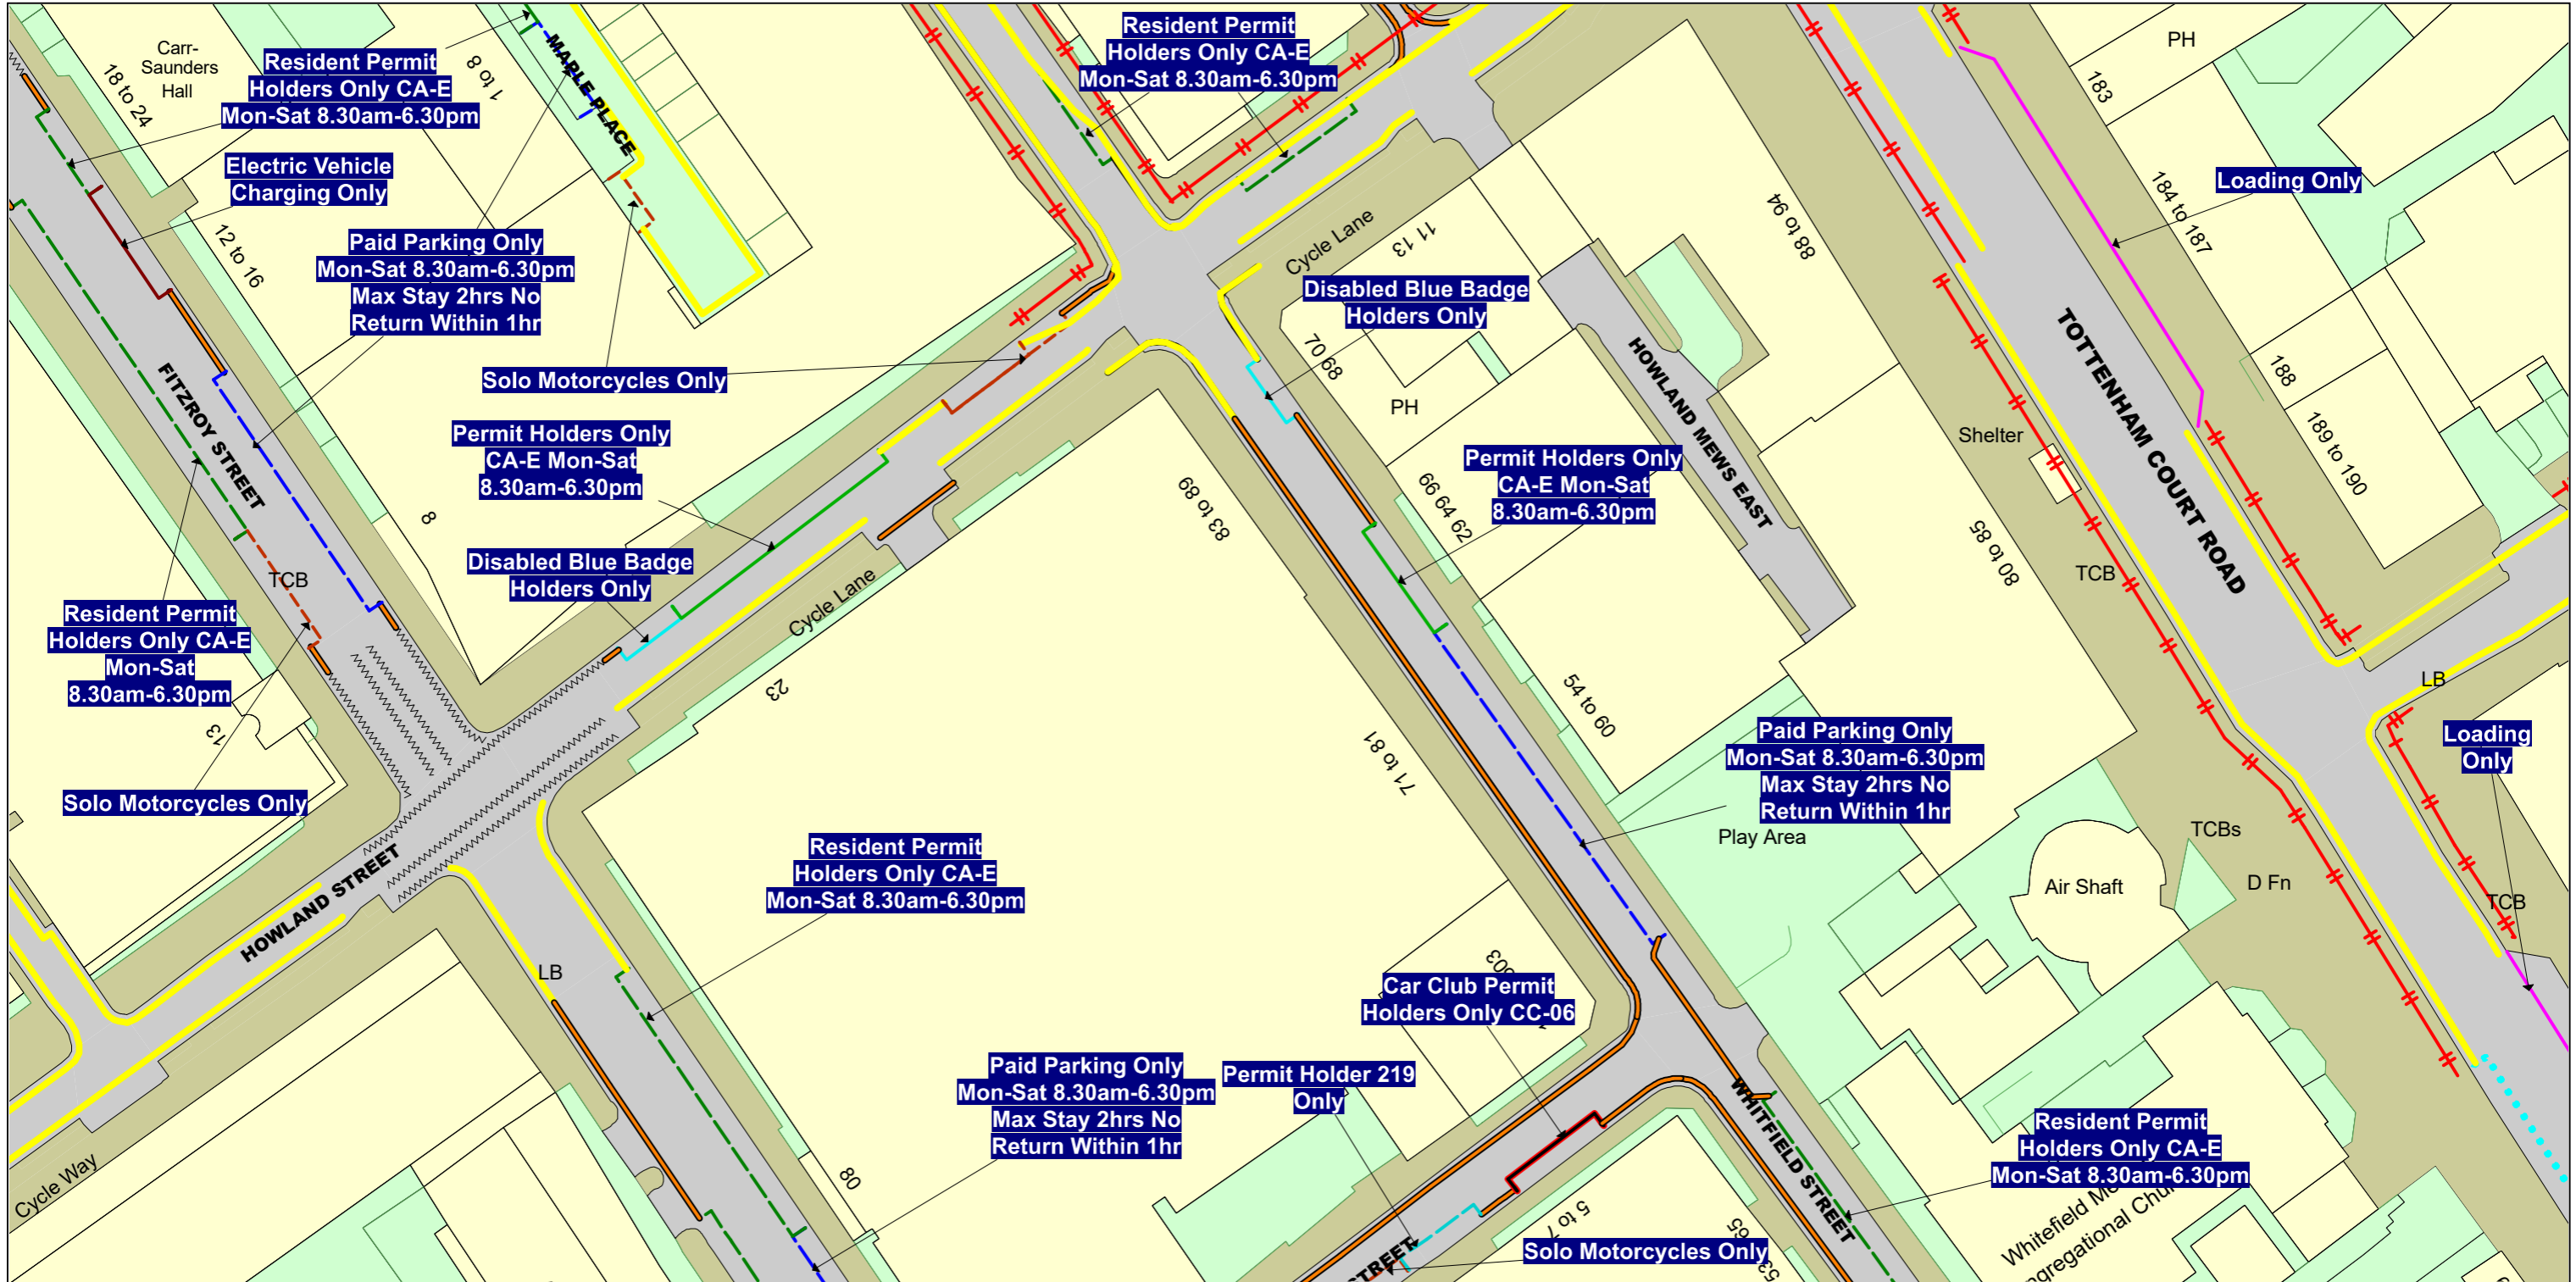 Carr-
Saunders
Hall
18 to 24
Resident Permit
Holders Only CA-E
Mon-Sat 8.30am-6.30pm
1 to 8
MAPLE PLACE
Resident Permit
Holders Only CA-E
Mon-Sat 8.30am-6.30pm
PH
183
Electric Vehicle
Charging Only
12 to 16
Paid Parking Only
Mon-Sat 8.30am-6.30pm
Max Stay 2hrs No
Return Within 1hr
Loading Only
184 to 187
88 to 94
Cycle Lane
11 13
Disabled Blue Badge
Holders Only
70 68
PH
HOWLAND MEWS EAST
TOTTENHAM COURT ROAD
188
189 to 190
FITZROY STREET
Solo Motorcycles Only
Permit Holders Only
CA-E Mon-Sat
8.30am-6.30pm
8
Permit Holders Only
CA-E Mon-Sat
8.30am-6.30pm
66 64 62
Shelter
83 to 89
80 to 85
TCB
TCB
Disabled Blue Badge
Holders Only
Cycle Lane
Resident Permit
Holders Only CA-E
Mon-Sat
8.30am-6.30pm
13
23
54 to 60
LB
71 to 81
Paid Parking Only
Mon-Sat 8.30am-6.30pm
Max Stay 2hrs No
Return Within 1hr
Loading
Only
Solo Motorcycles Only
Play Area
TCBs
Air Shaft
D Fn
TCB
HOWLAND STREET
Resident Permit
Holders Only CA-E
Mon-Sat 8.30am-6.30pm
LB
Car Club Permit
Holders Only CC-06
Paid Parking Only
Mon-Sat 8.30am-6.30pm
Max Stay 2hrs No
Return Within 1hr
Permit Holder 219
Only
WHITFIELD STREET
Resident Permit
Holders Only CA-E
Mon-Sat 8.30am-6.30pm
Cycle Way
80
5 to 7
Solo Motorcycles Only
STREET
Whitefield